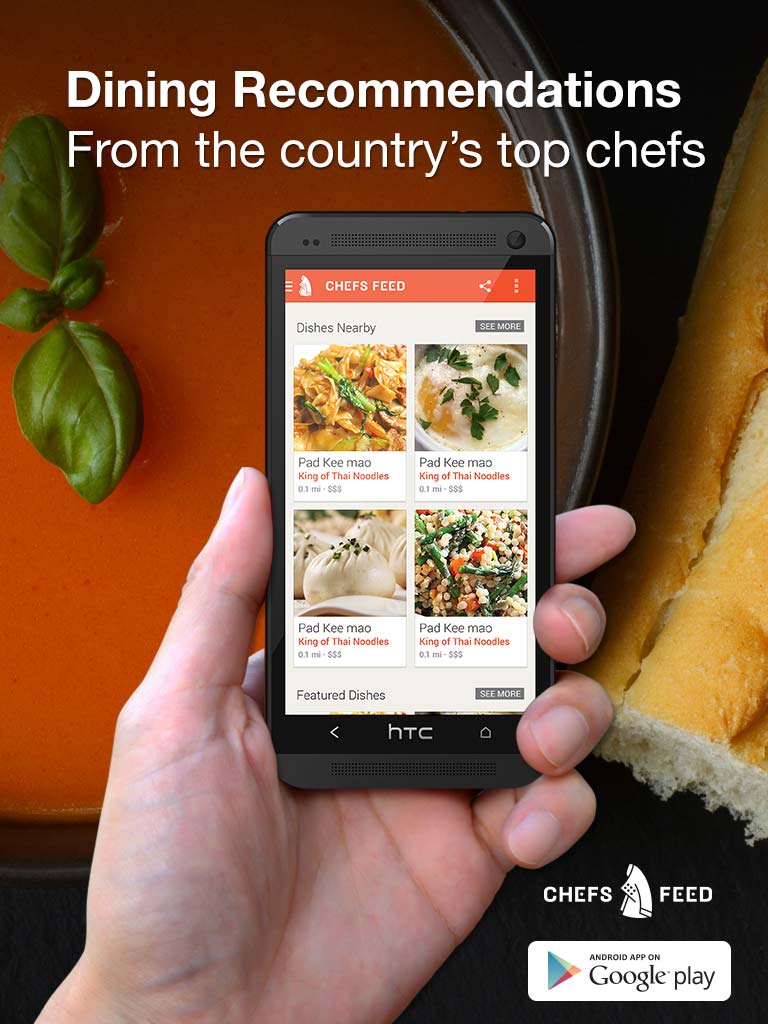 Dining Recommendations
From the country's top chefs
CHEFS FEED
Dishes Nearby
SEE MORE
Pad Kee mao
King of Thai Noodles
0.1 mi · $$$
Pad Kee mao
King of Thai Noodles
0.1 mi · $$$
Pad Kee mao
King of Thai Noodles
0.1 mi · $$$
Pad Kee mao
King of Thai Noodles
0.1 mi · $$$
Featured Dishes
SEE MORE
hTC
CHEFS FEED
ANDROID APP ON
Google play